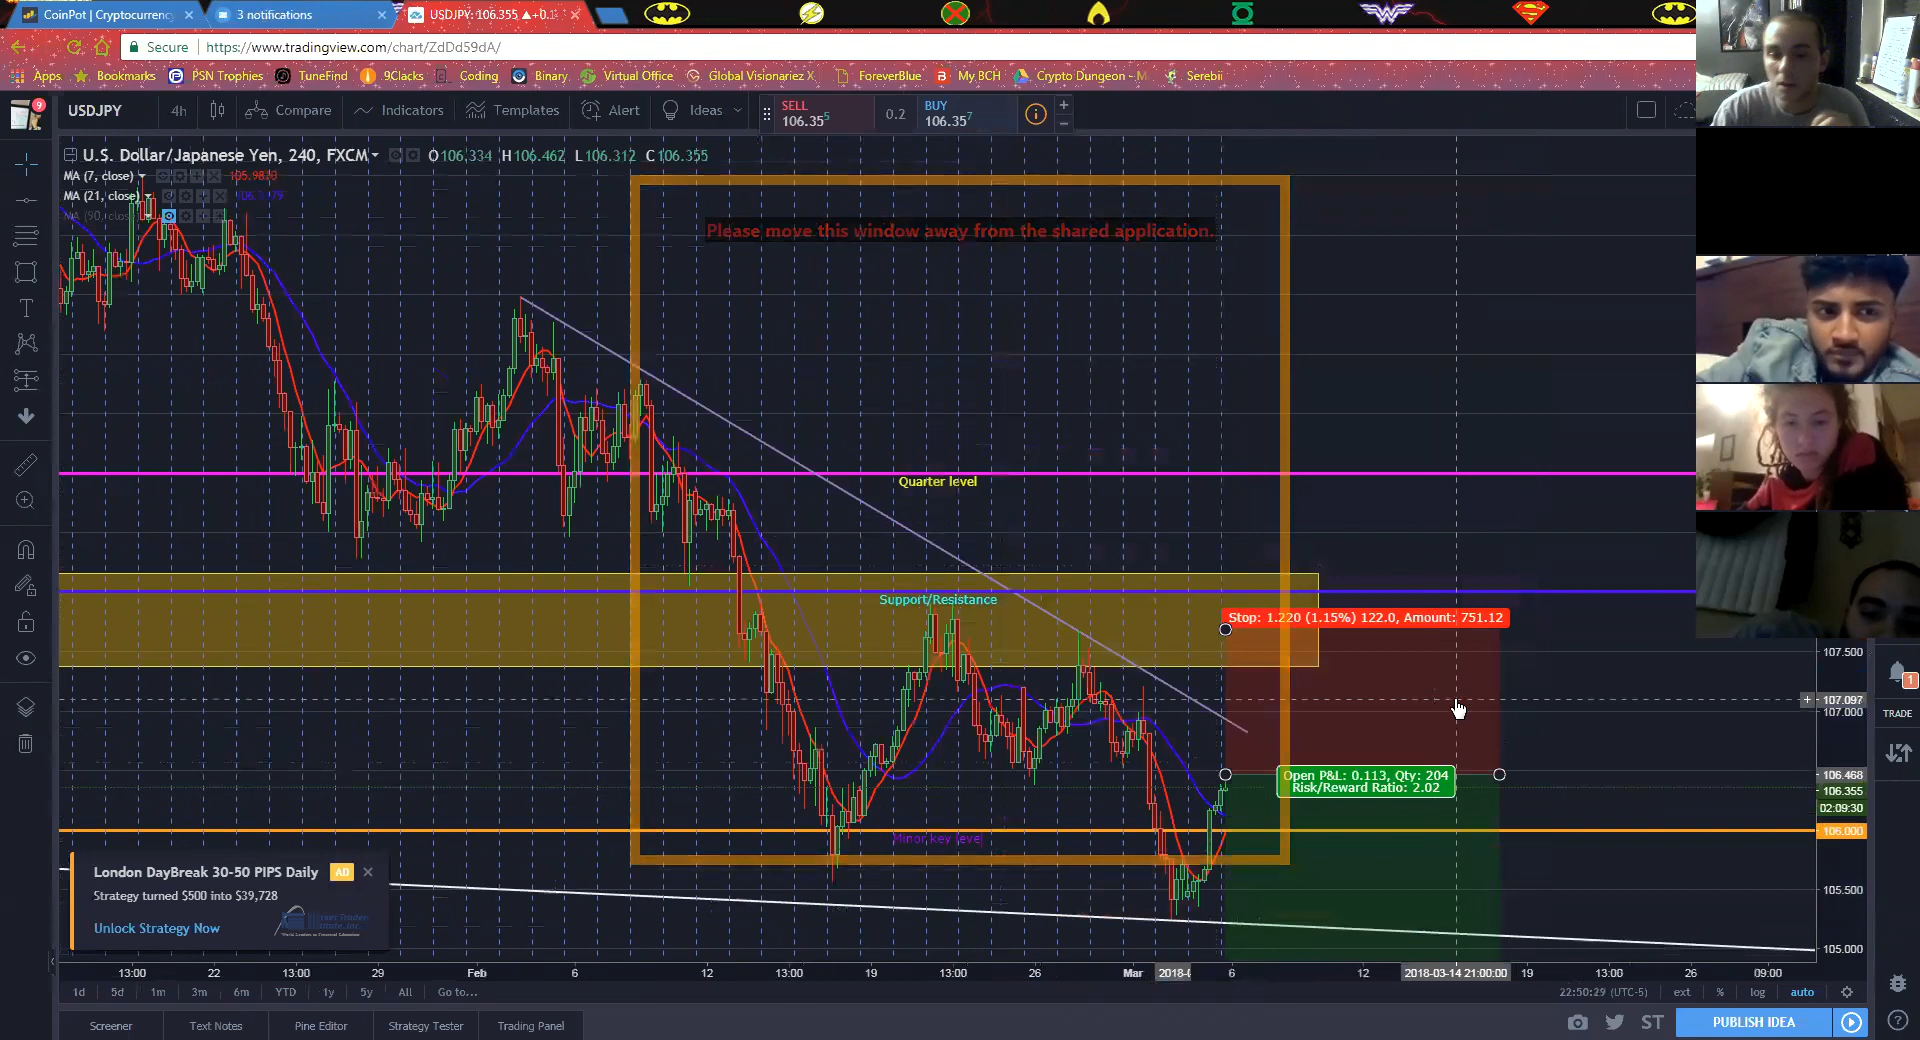 CoinPot | Cryptocurrency
3 notifications
USDJPY: 106.355 ▲+0.1
Secure
https://www.tradingview.com/chart/ZdDd59dA/
Apps
Bookmarks
PSN Trophies
TuneFind
9Clacks
Coding
Binary
Virtual Office
Global Visionariez X
ForeverBlue
My BCH
Crypto Dungeon - M
Serebii
9
USDJPY
4h
Compare
Indicators
Templates
Alert
Ideas
SELL
106.355
0.2
BUY
106.357
U.S. Dollar/Japanese Yen, 240, FXCM
O106.334 H106.462 L106.312 C106.355
MA (7, close)
MA (21, close)
MA (90, close)
Please move this window away from the shared application.
Quarter level
Support/Resistance
Stop: 1.220 (1.15%) 122.0, Amount: 751.12
Open P&L: 0.113, Qty: 204
Risk/Reward Ratio: 2.02
Minor key level
107.500
107.097
107.000
106.468
106.355
02:09:30
106.000
105.500
105.000
1
TRADE
London DayBreak 30-50 PIPS Daily
AD
Strategy turned $500 into $39,728
Unlock Strategy Now
13:00 22 13:00 29 Feb 6 12 13:00 19 13:00 26 Mar 2018-0 6 12 2018-03-14 21:00:00 19 13:00 26 09:00
1d 5d 1m 3m 6m YTD 1y 5y All Go to...
22:50:29 (UTC-5) ext % log auto
Screener
Text Notes
Pine Editor
Strategy Tester
Trading Panel
ST
PUBLISH IDEA